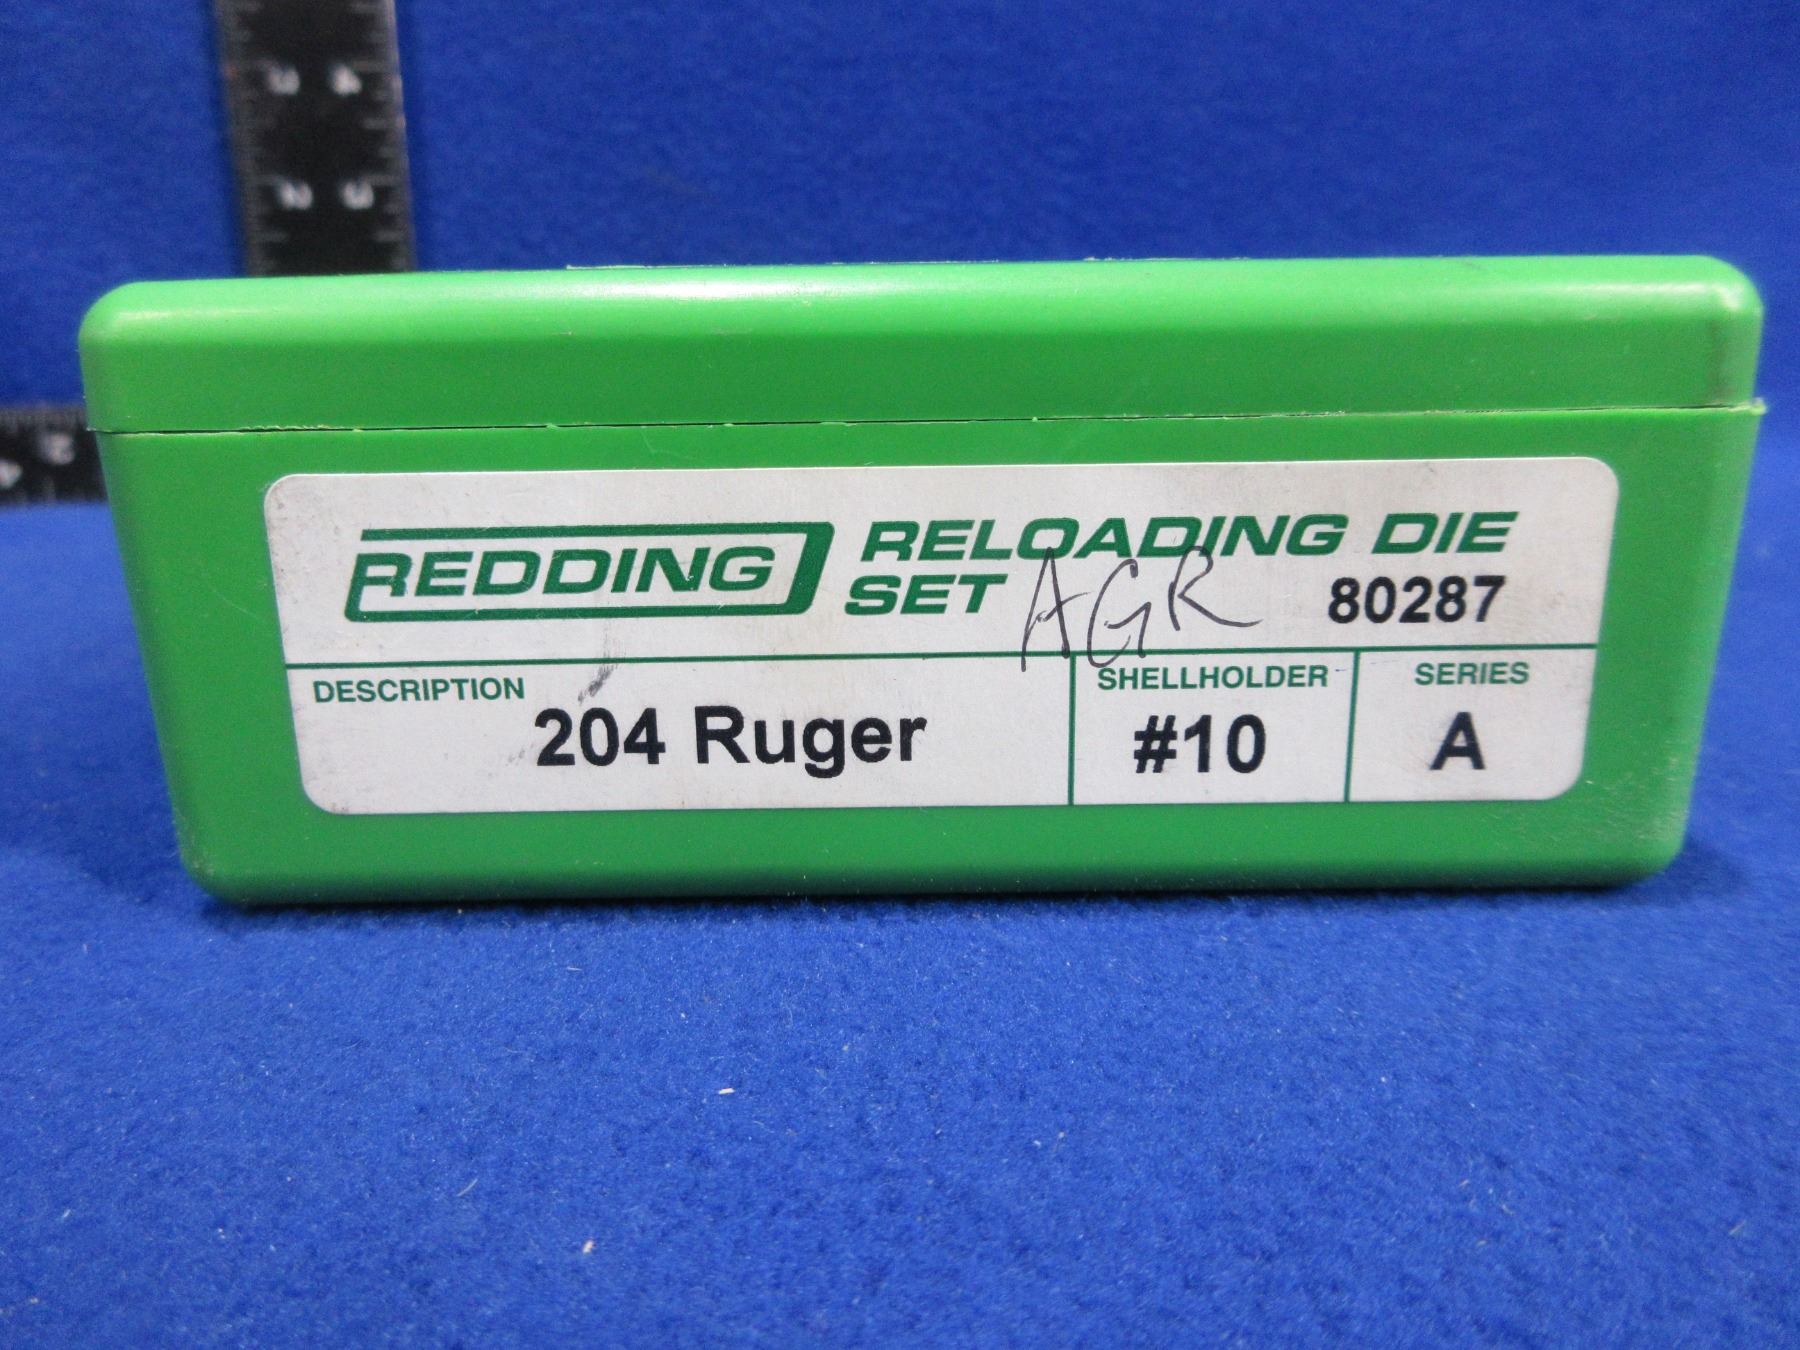 REDDING RELOADING DIE
SET AGR 80287
DESCRIPTION SHELLHOLDER SERIES
204 Ruger #10 A